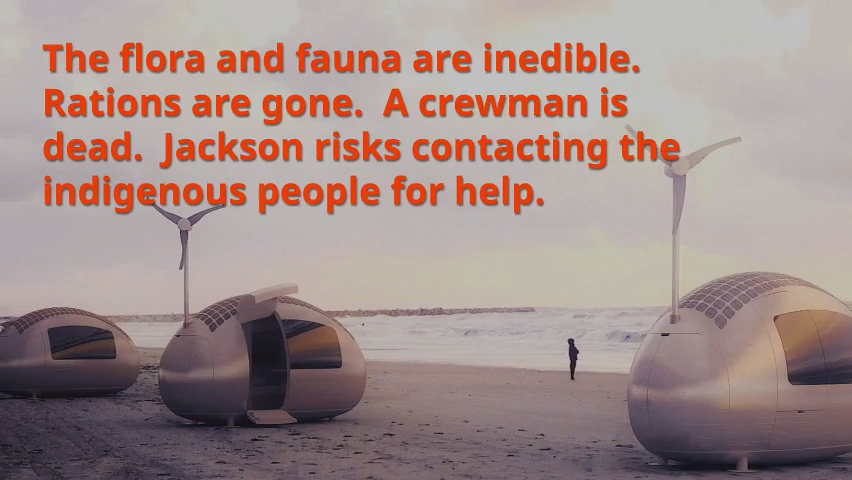 The flora and fauna are inedible.
Rations are gone.  A crewman is
dead.  Jackson risks contacting the
indigenous people for help.